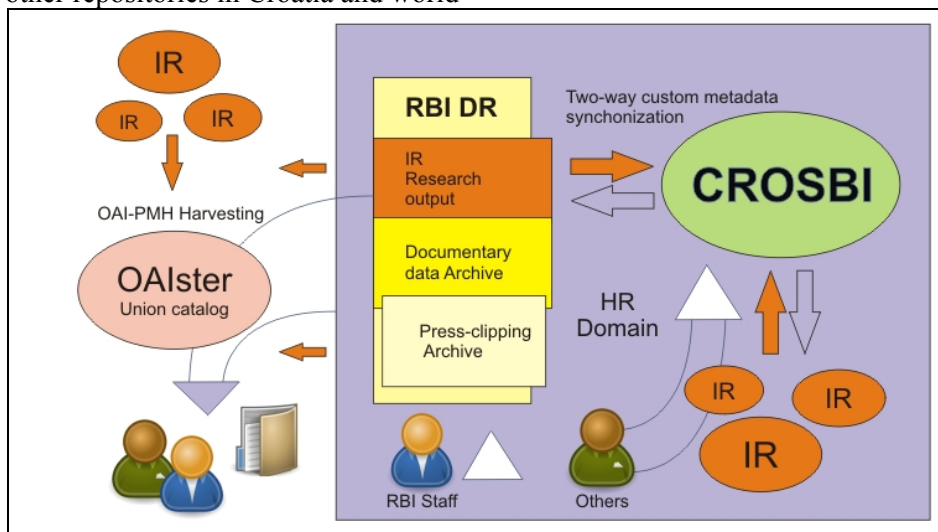 other repositories in Croatia and world
IR
IR
IR
OAI-PMH Harvesting
OAIster
Union catalog
RBI DR
IR
Research
output
Documentary
data Archive
Press-clipping
Archive
Two-way custom metadata
synchonization
CROSBI
HR
Domain
IR
IR
IR
RBI Staff
Others